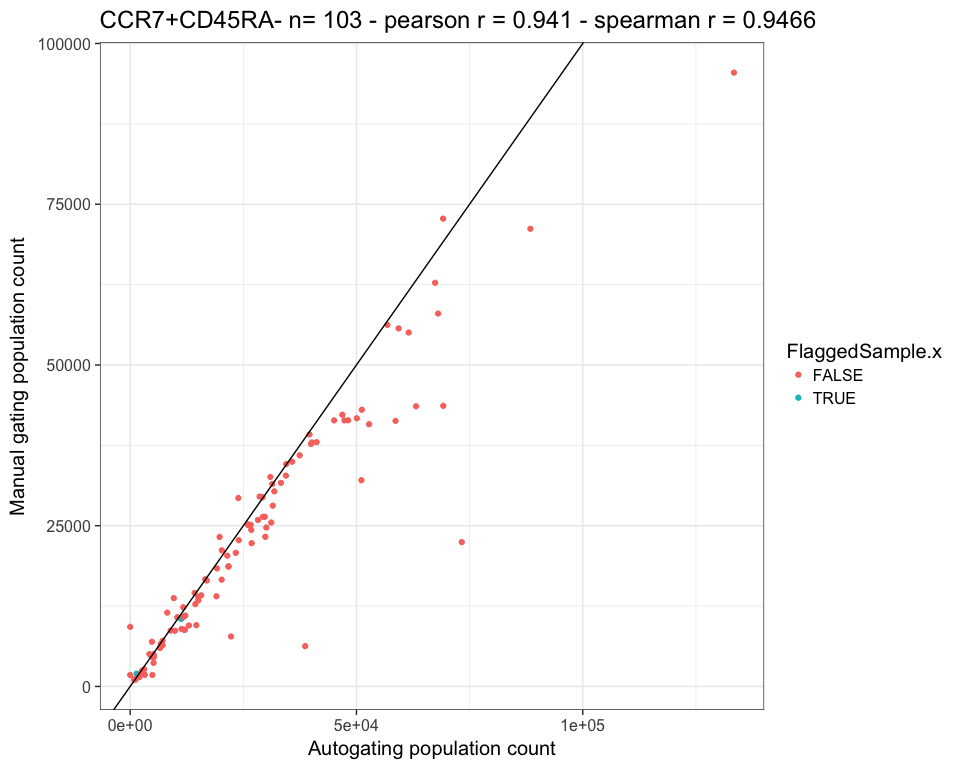 CCR7+CD45RA- n= 103 - pearson r = 0.941 - spearman r = 0.9466
100000
75000
50000
25000
0
Manual gating population count
0e+00
5e+04
1e+05
Autogating population count
FlaggedSample.x
FALSE
TRUE